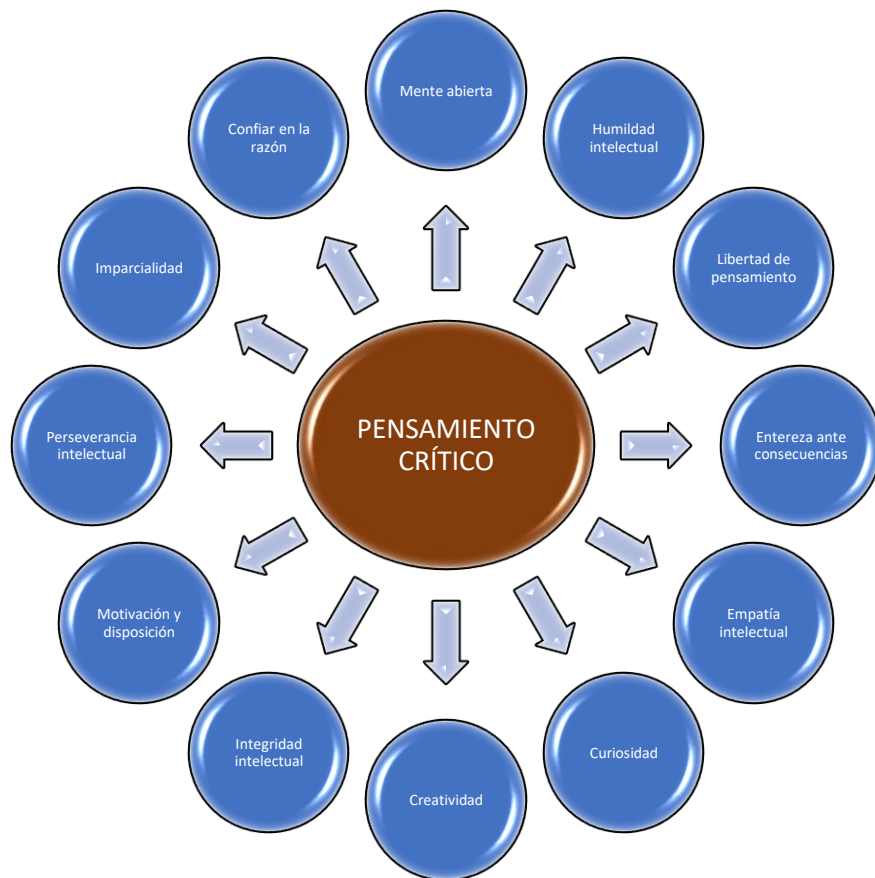 Mente abierta
Humildad
intelectual
Libertad de
pensamiento
Entereza ante
consecuencias
Empatía
intelectual
Curiosidad
Creatividad
Integridad
intelectual
Motivación y
disposición
Perseverancia
intelectual
Imparcialidad
Confiar en la
razón
PENSAMIENTO
CRÍTICO